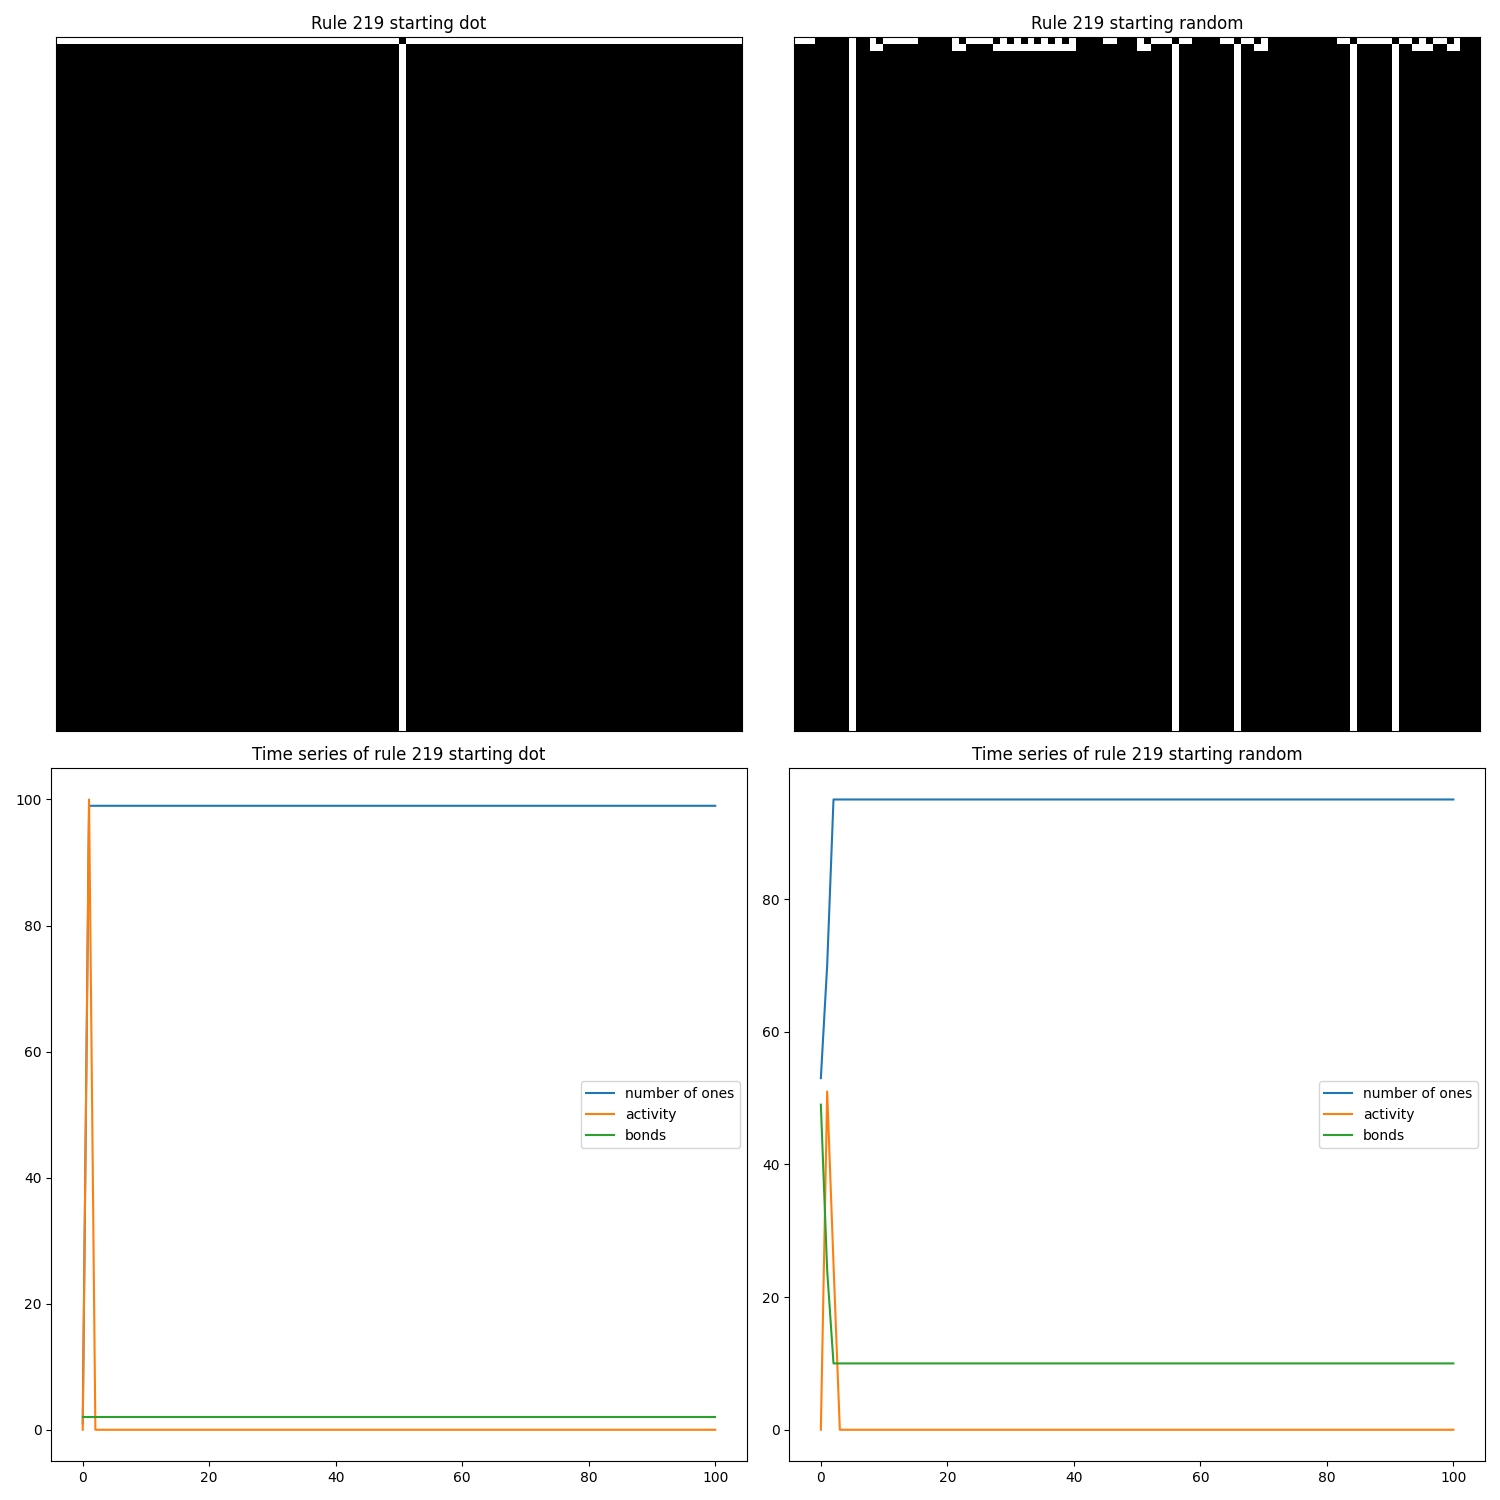 Rule 219 starting dot
Rule 219 starting random
Time series of rule 219 starting dot
100
80
60
40
20
0
number of ones
activity
bonds
0 20 40 60 80 100
Time series of rule 219 starting random
80
60
40
20
0
number of ones
activity
bonds
0 20 40 60 80 100